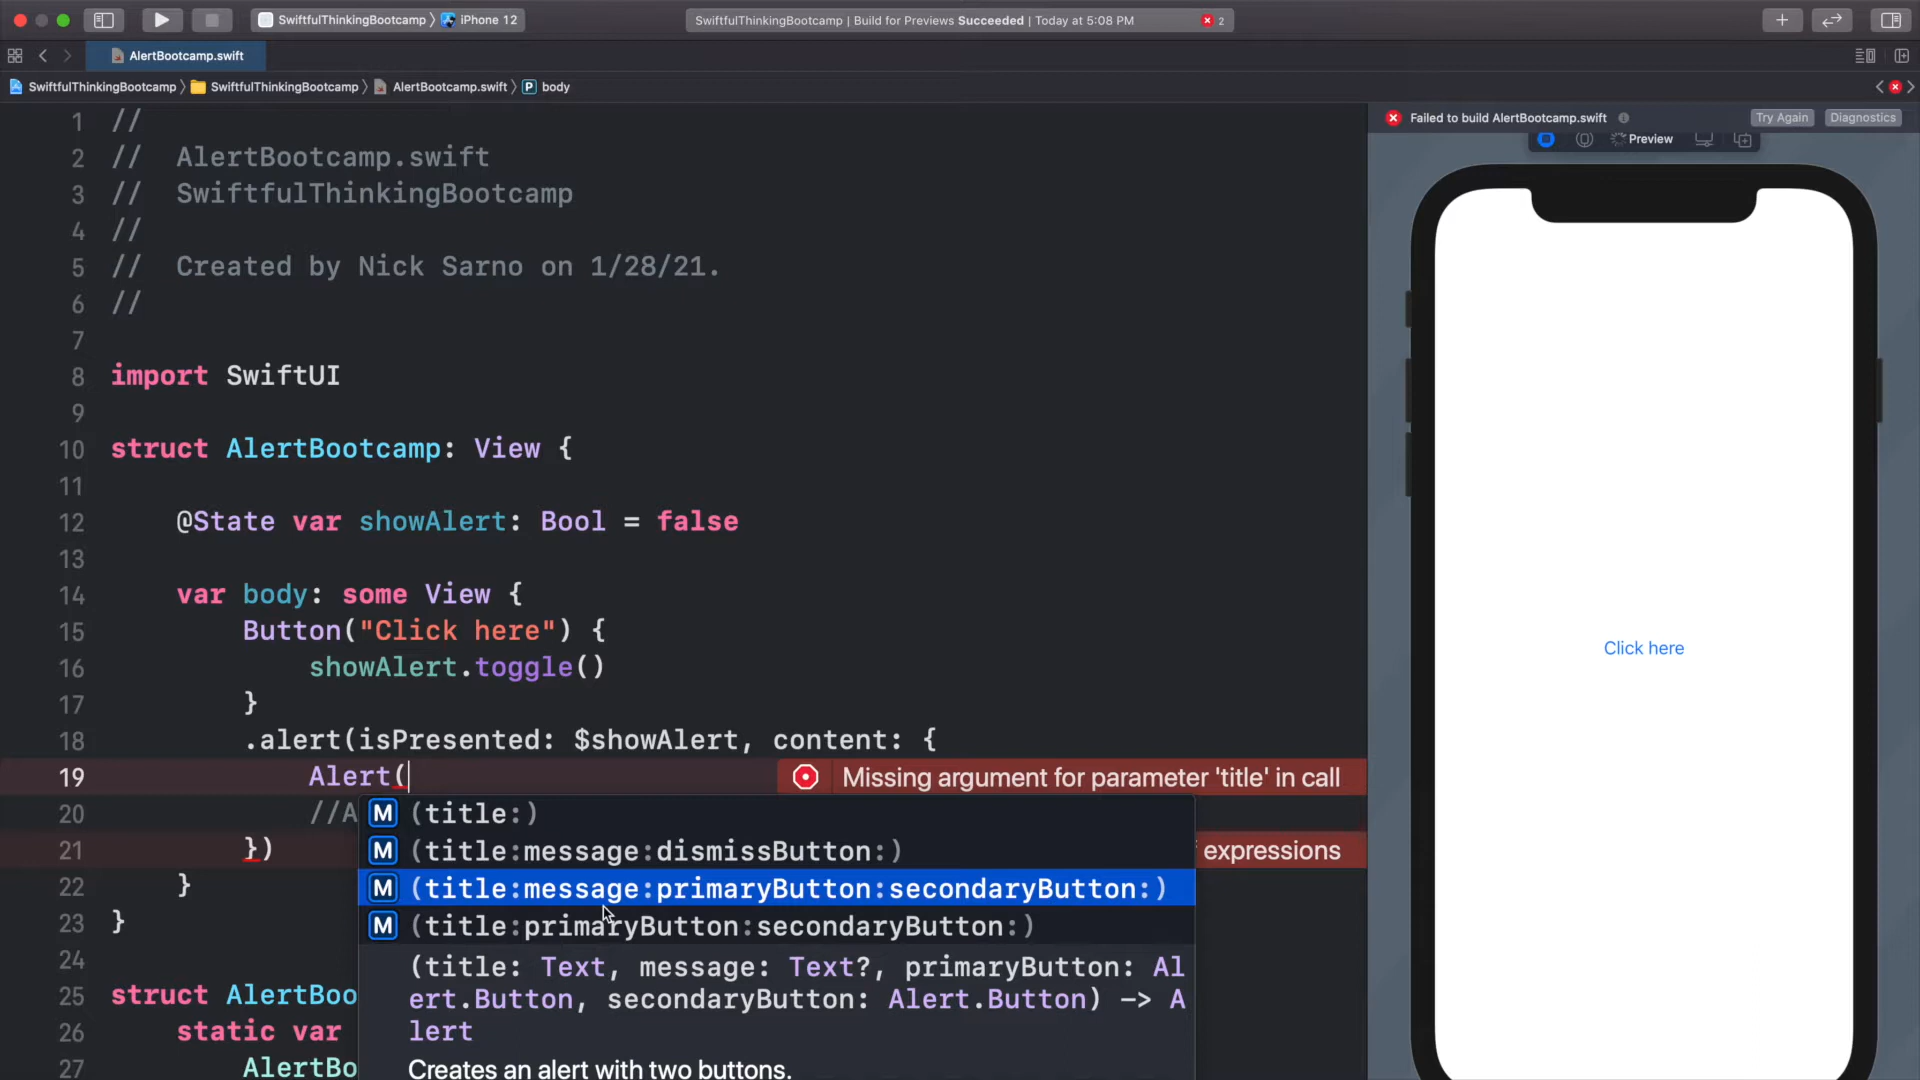 SwiftfulThinkingBootcamp 〉 iPhone 12
SwiftfulThinkingBootcamp | Build for Previews Succeeded | Today at 5:08 PM
2
AlertBootcamp.swift
SwiftfulThinkingBootcamp 〉 SwiftfulThinkingBootcamp 〉 AlertBootcamp.swift 〉 P body
Failed to build AlertBootcamp.swift
Try Again
Diagnostics
Preview
1 //
2 //  AlertBootcamp.swift
3 //  SwiftfulThinkingBootcamp
4 //
5 //  Created by Nick Sarno on 1/28/21.
6 //
7
8 import SwiftUI
9
10 struct AlertBootcamp: View {
11
12 @State var showAlert: Bool = false
13
14 var body: some View {
15 Button("Click here") {
16 showAlert.toggle()
17 }
18 .alert(isPresented: $showAlert, content: {
19 Alert( Missing argument for parameter 'title' in call
20 //A
21 }) expressions
22 }
23 }
24
25 struct AlertBoo
26 static var
27 AlertBo
M (title:)
M (title:message:dismissButton:)
M (title:message:primaryButton:secondaryButton:)
M (title:primaryButton:secondaryButton:)
(title: Text, message: Text?, primaryButton: Al
ert.Button, secondaryButton: Alert.Button) -> A
lert
Creates an alert with two buttons.
Click here